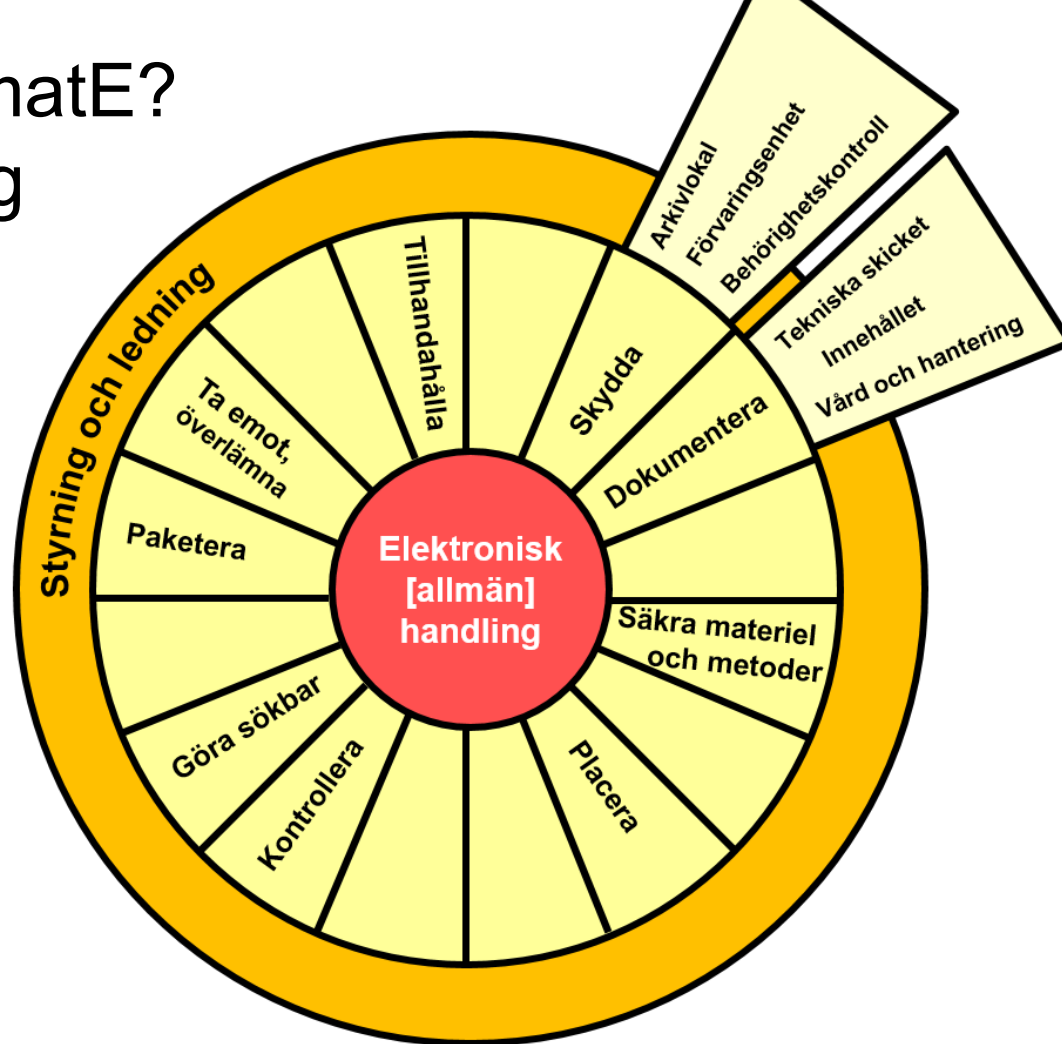 natE?
g
Arkivlokal
Förvaringsenhet
Behörighetskontroll
Tekniska skicket
Innehållet
Vård och hantering
Styrning och ledning
Tillhandahålla
Skydda
Dokumentera
Ta emot,
överlämna
Paketera
Elektronisk
[allmän]
handling
Säkra materiel
och metoder
Göra sökbar
Kontrollera
Placera